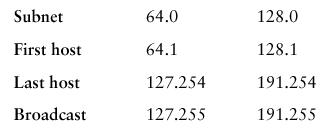 Subnet 64.0 128.0
First host 64.1 128.1
Last host 127.254 191.254
Broadcast 127.255 191.255